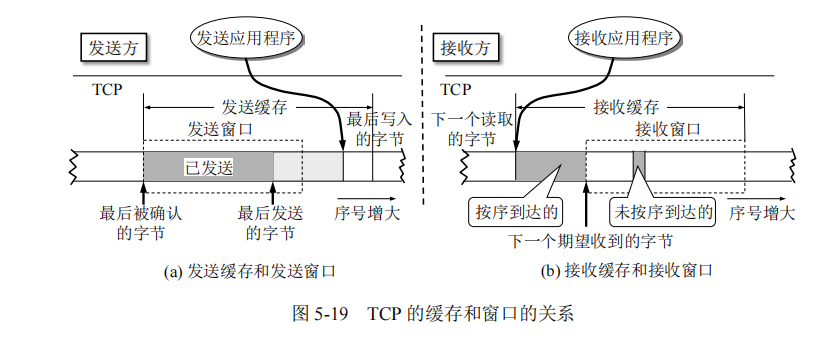 发送方
发送应用程序
TCP
发送缓存
发送窗口
最后写入
的字节
已发送
最后被确认
的字节
最后发送
的字节
序号增大
(a) 发送缓存和发送窗口
接收方
接收应用程序
TCP
下一个读取
的字节
接收缓存
接收窗口
按序到达的
未按序到达的
序号增大
下一个期望收到的字节
(b) 接收缓存和接收窗口
图 5-19 TCP 的缓存和窗口的关系